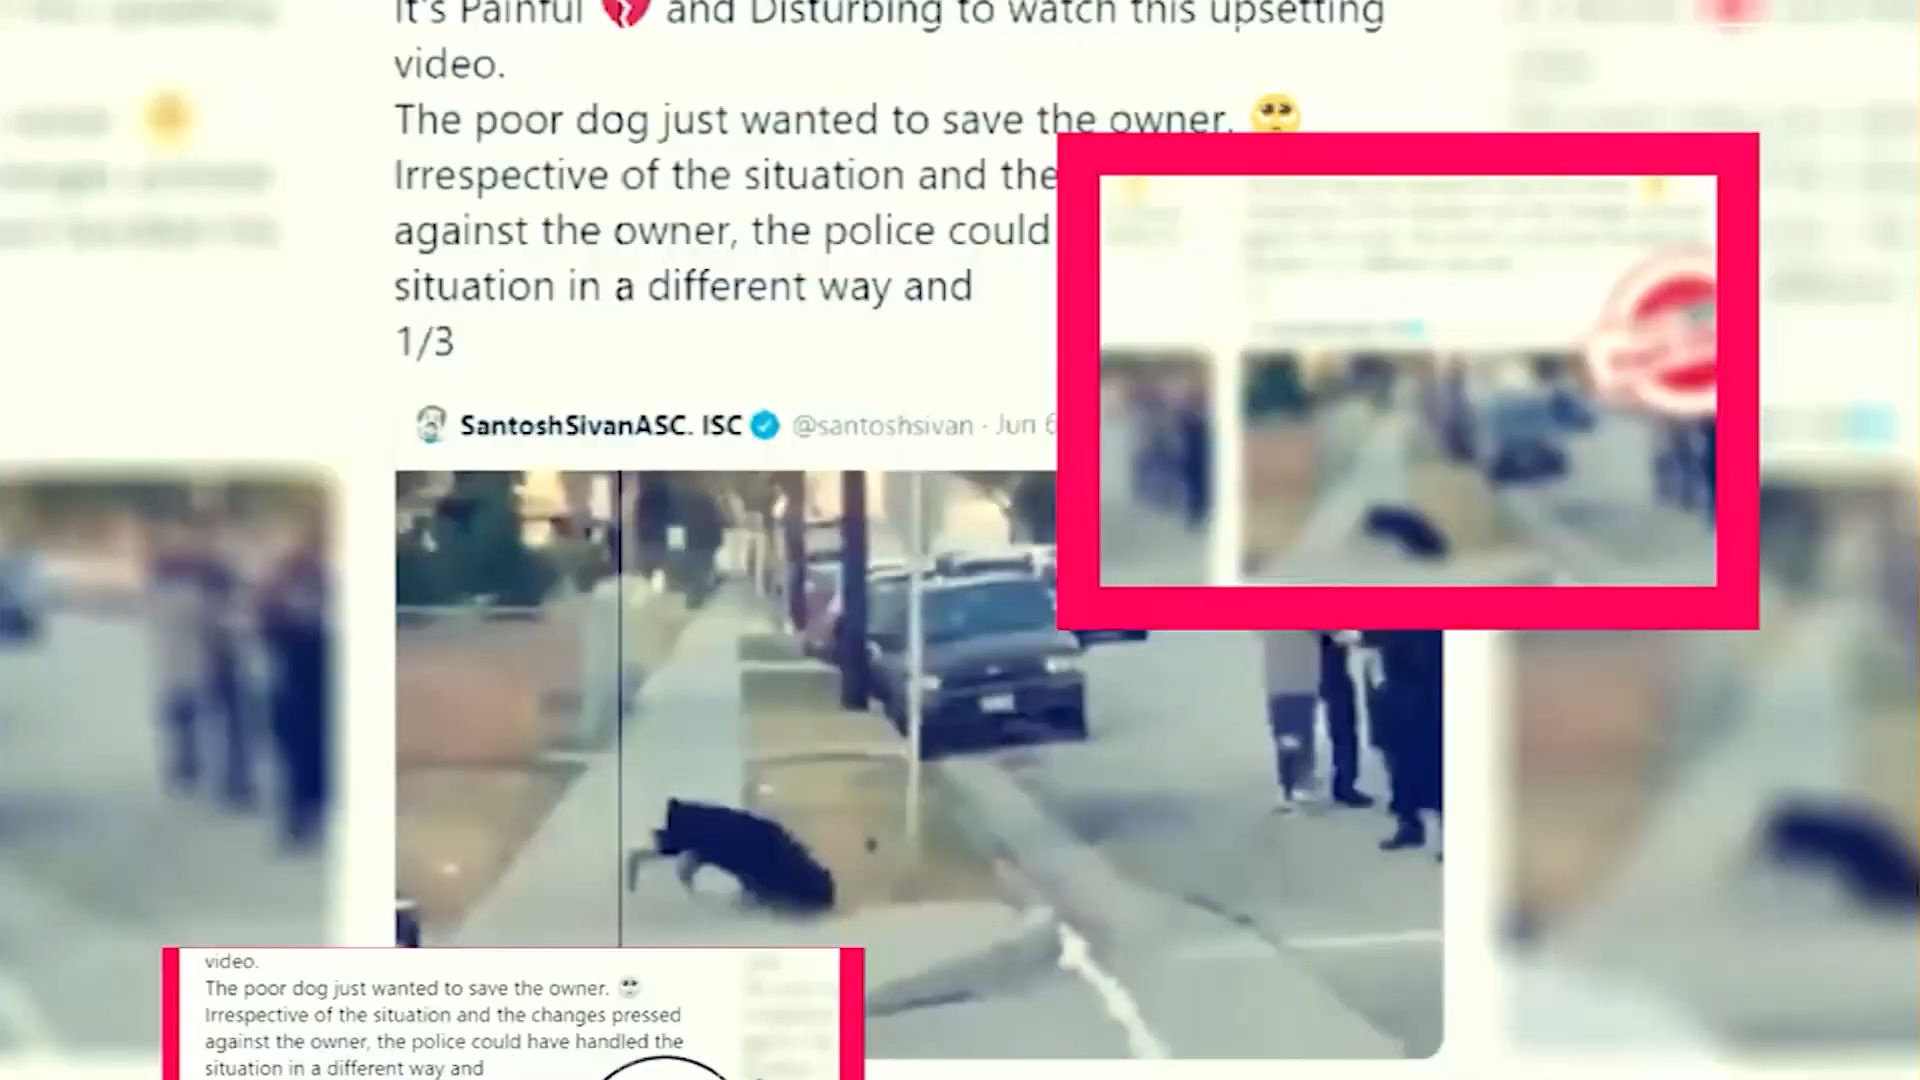 It's Painful 💔 and Disturbing to watch this upsetting
video.
The poor dog just wanted to save the owner. 🥺
Irrespective of the situation and the
against the owner, the police could
situation in a different way and
1/3
SantoshSivanASC. ISC @santoshsivan · Jun 6
video.
The poor dog just wanted to save the owner. 🥺
Irrespective of the situation and the changes pressed
against the owner, the police could have handled the
situation in a different way and